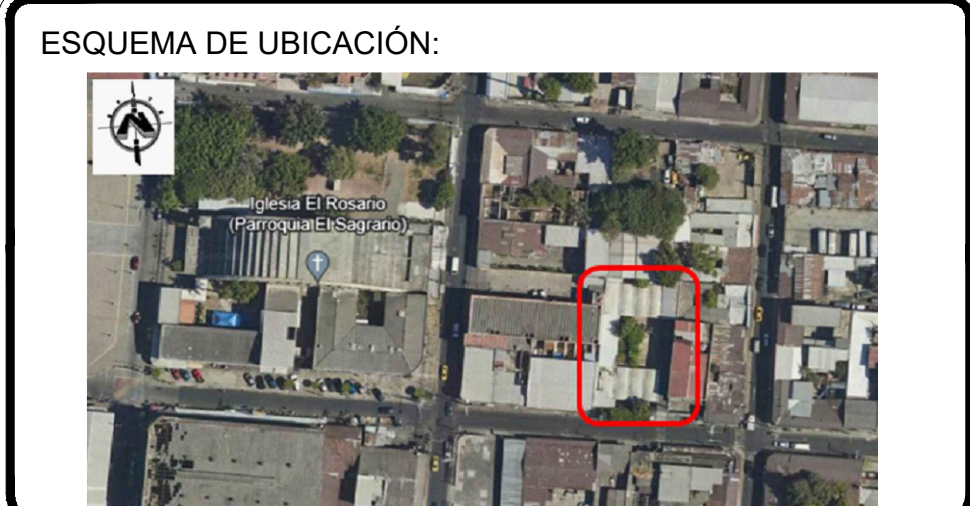 ESQUEMA DE UBICACIÓN:
Iglesia El Rosario
(Parroquia El Sagrario)